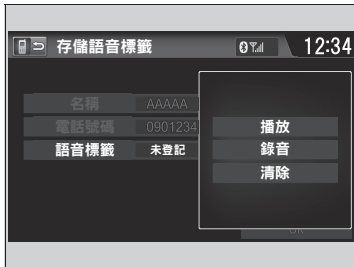 存儲語音標籤 12:34
名稱 AAAAA
電話號碼 0901234
語音標籤 未登記
播放
錄音
清除